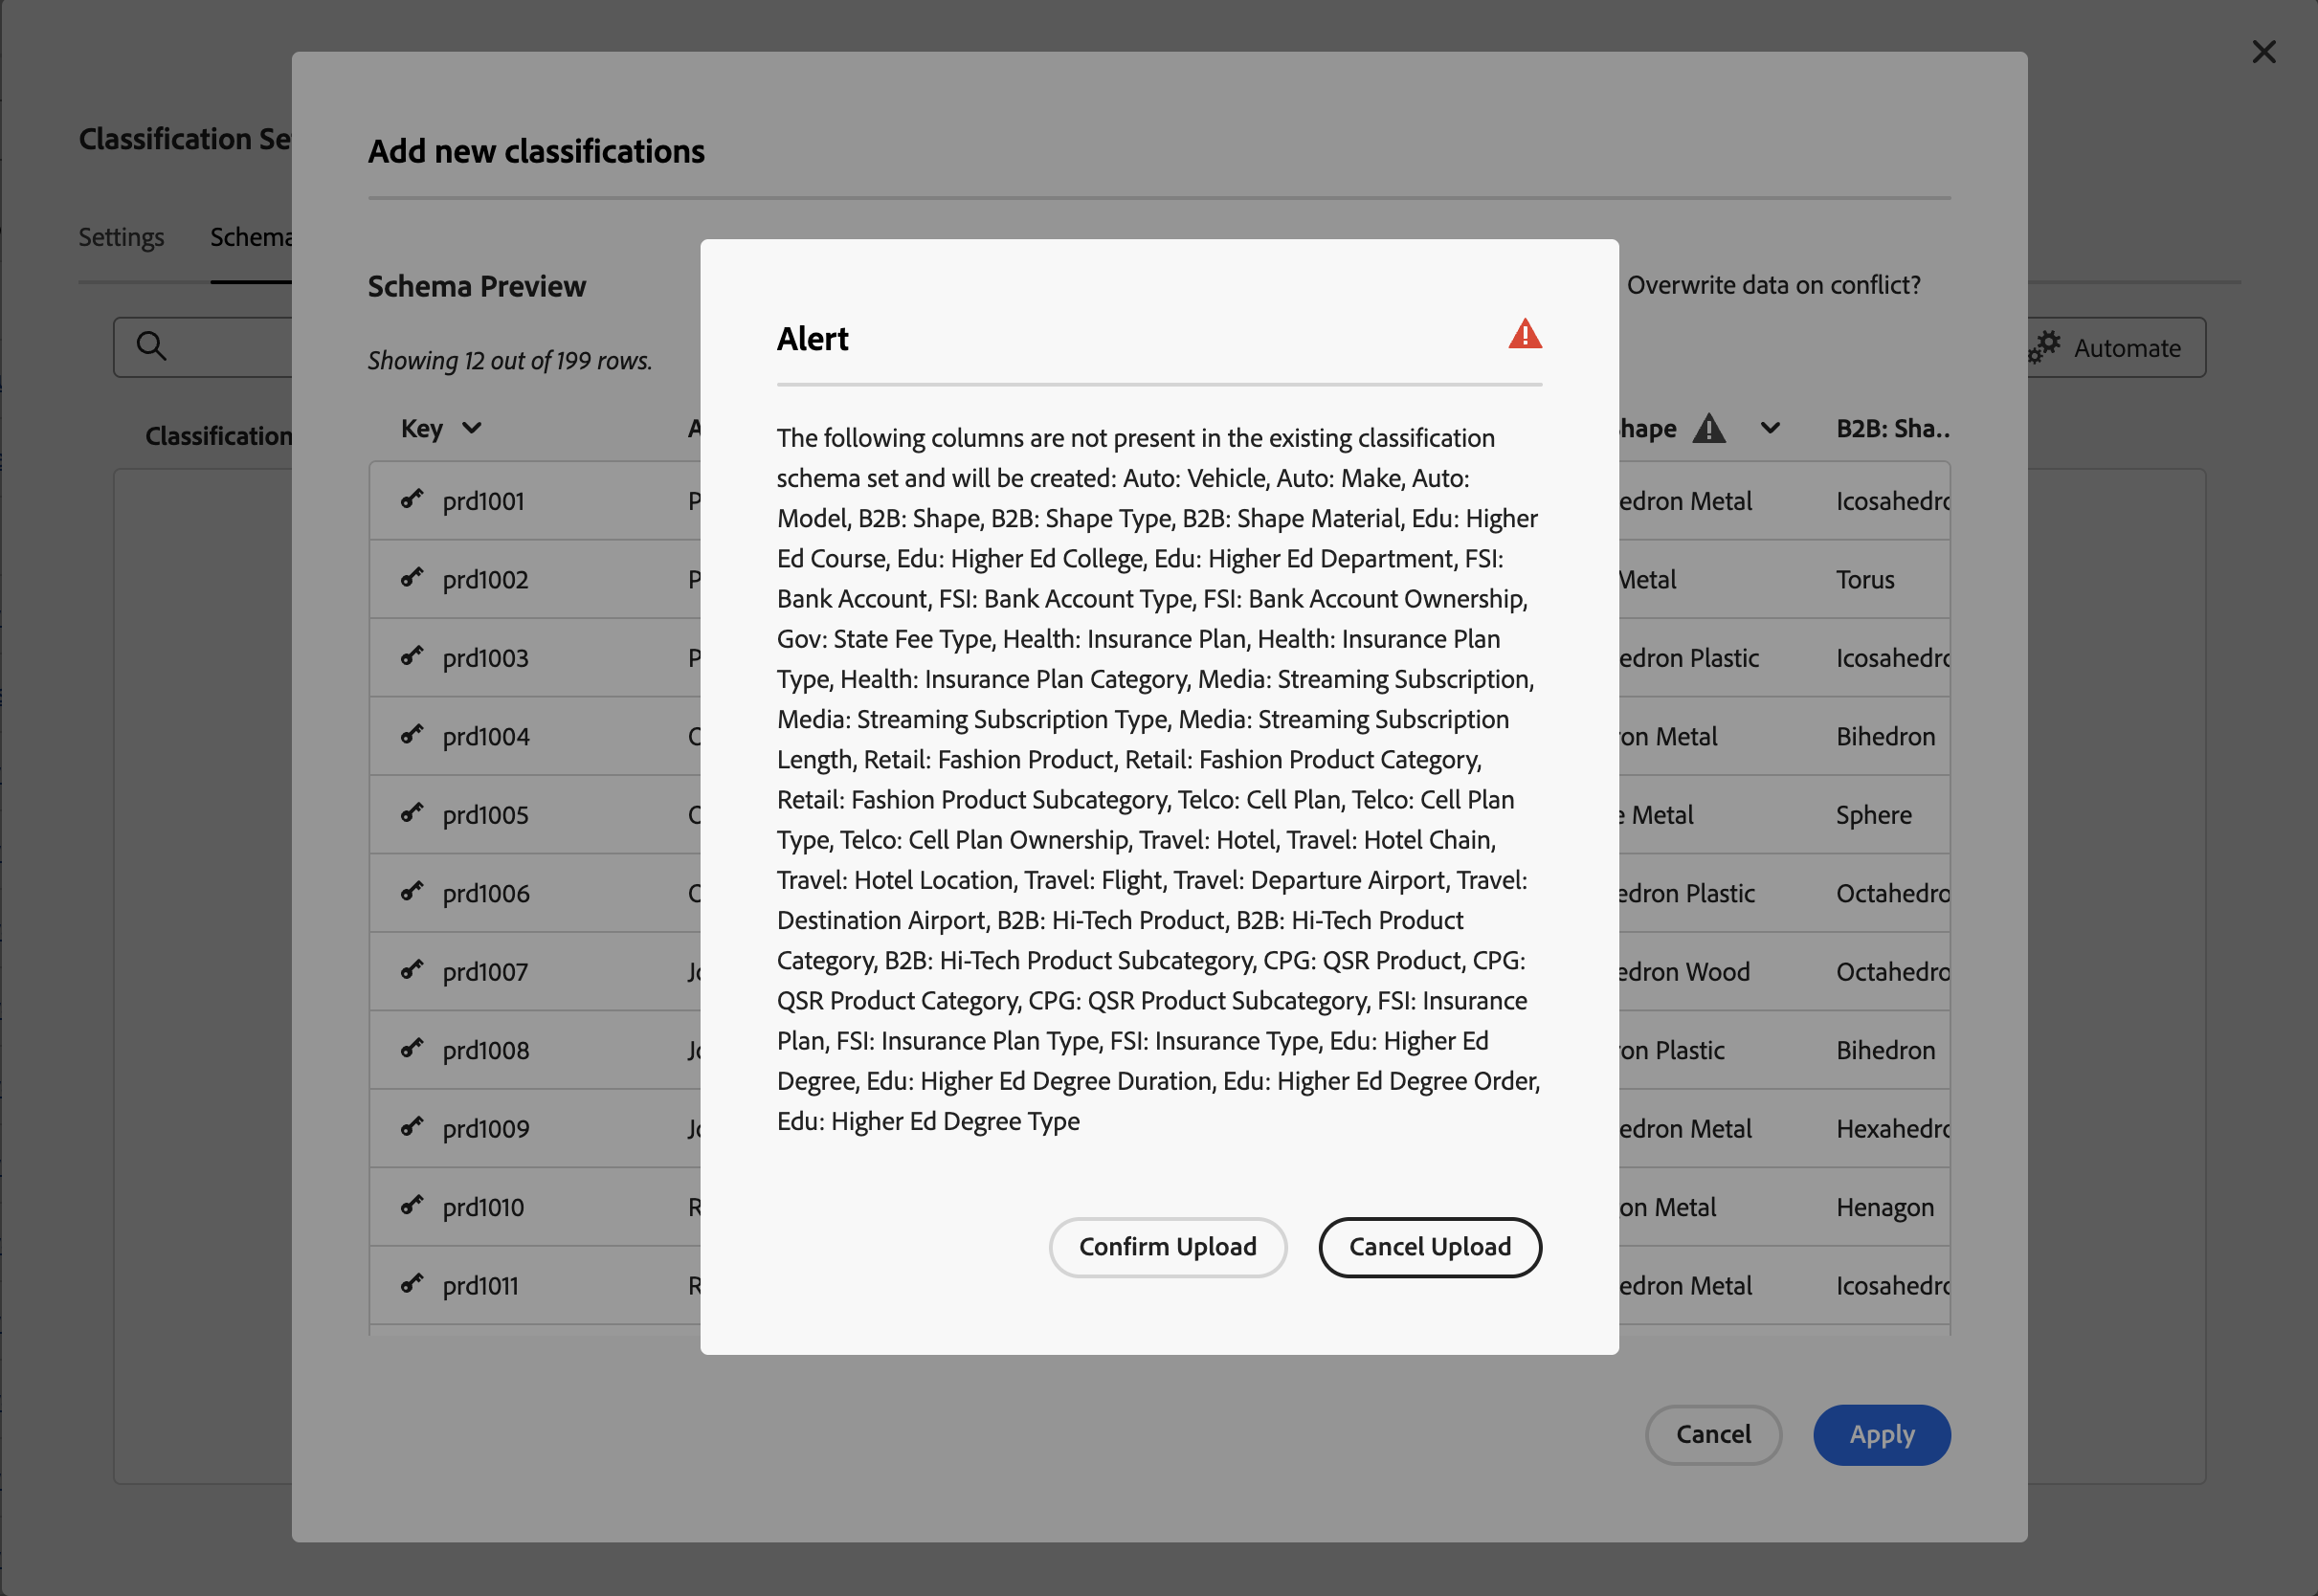 Classification Se
Add new classifications
Settings
Schema
Schema Preview
Overwrite data on conflict?
Showing 12 out of 199 rows.
Automate
Classification
Key
hape
B2B: Sha..
prd1001
edron Metal
Icosahedro
prd1002
Metal
Torus
prd1003
edron Plastic
Icosahedro
prd1004
on Metal
Bihedron
prd1005
e Metal
Sphere
prd1006
edron Plastic
Octahedro
prd1007
edron Wood
Octahedro
prd1008
on Plastic
Bihedron
prd1009
edron Metal
Hexahedro
prd1010
on Metal
Henagon
prd1011
edron Metal
Icosahedro
Alert
The following columns are not present in the existing classification
schema set and will be created: Auto: Vehicle, Auto: Make, Auto:
Model, B2B: Shape, B2B: Shape Type, B2B: Shape Material, Edu: Higher
Ed Course, Edu: Higher Ed College, Edu: Higher Ed Department, FSI:
Bank Account, FSI: Bank Account Type, FSI: Bank Account Ownership,
Gov: State Fee Type, Health: Insurance Plan, Health: Insurance Plan
Type, Health: Insurance Plan Category, Media: Streaming Subscription,
Media: Streaming Subscription Type, Media: Streaming Subscription
Length, Retail: Fashion Product, Retail: Fashion Product Category,
Retail: Fashion Product Subcategory, Telco: Cell Plan, Telco: Cell Plan
Type, Telco: Cell Plan Ownership, Travel: Hotel, Travel: Hotel Chain,
Travel: Hotel Location, Travel: Flight, Travel: Departure Airport, Travel:
Destination Airport, B2B: Hi-Tech Product, B2B: Hi-Tech Product
Category, B2B: Hi-Tech Product Subcategory, CPG: QSR Product, CPG:
QSR Product Category, CPG: QSR Product Subcategory, FSI: Insurance
Plan, FSI: Insurance Plan Type, FSI: Insurance Type, Edu: Higher Ed
Degree, Edu: Higher Ed Degree Duration, Edu: Higher Ed Degree Order,
Edu: Higher Ed Degree Type
Confirm Upload
Cancel Upload
Cancel
Apply